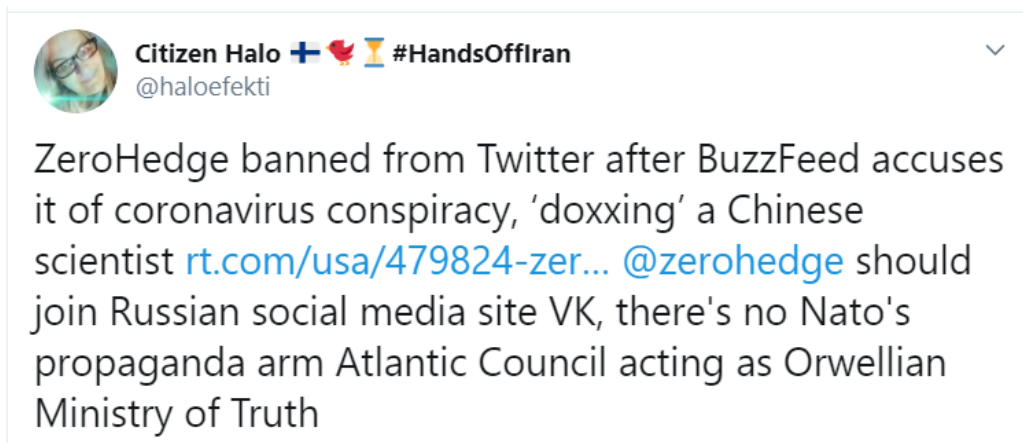 Citizen Halo 🇫🇮🐦⏳ #HandsOffIran
@haloefekti
ZeroHedge banned from Twitter after BuzzFeed accuses
it of coronavirus conspiracy, ‘doxxing’ a Chinese
scientist rt.com/usa/479824-zer... @zerohedge should
join Russian social media site VK, there's no Nato's
propaganda arm Atlantic Council acting as Orwellian
Ministry of Truth